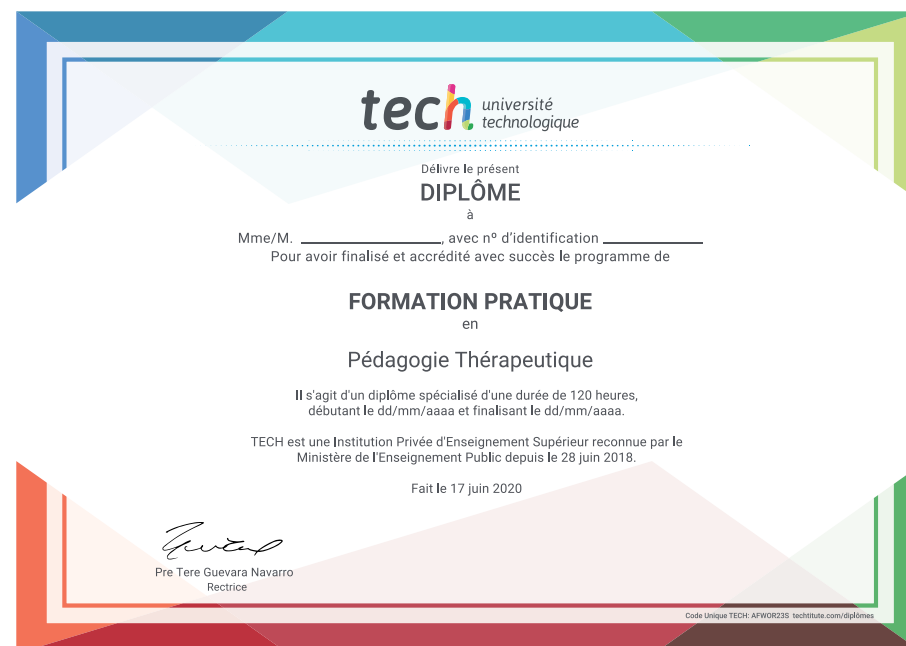 tech université
technologique
Délivre le présent
DIPLÔME
à
Mme/M. ____________, avec nº d'identification ____________
Pour avoir finalisé et accrédité avec succès le programme de
FORMATION PRATIQUE
en
Pédagogie Thérapeutique
Il s'agit d'un diplôme spécialisé d'une durée de 120 heures,
débutant le dd/mm/aaaa et finalisant le dd/mm/aaaa.
TECH est une Institution Privée d'Enseignement Supérieur reconnue par le
Ministère de l'Enseignement Public depuis le 28 juin 2018.
Fait le 17 juin 2020
Pre Tere Guevara Navarro
Rectrice
Code Unique TECH: AFWOR23S techtitute.com/diplômes